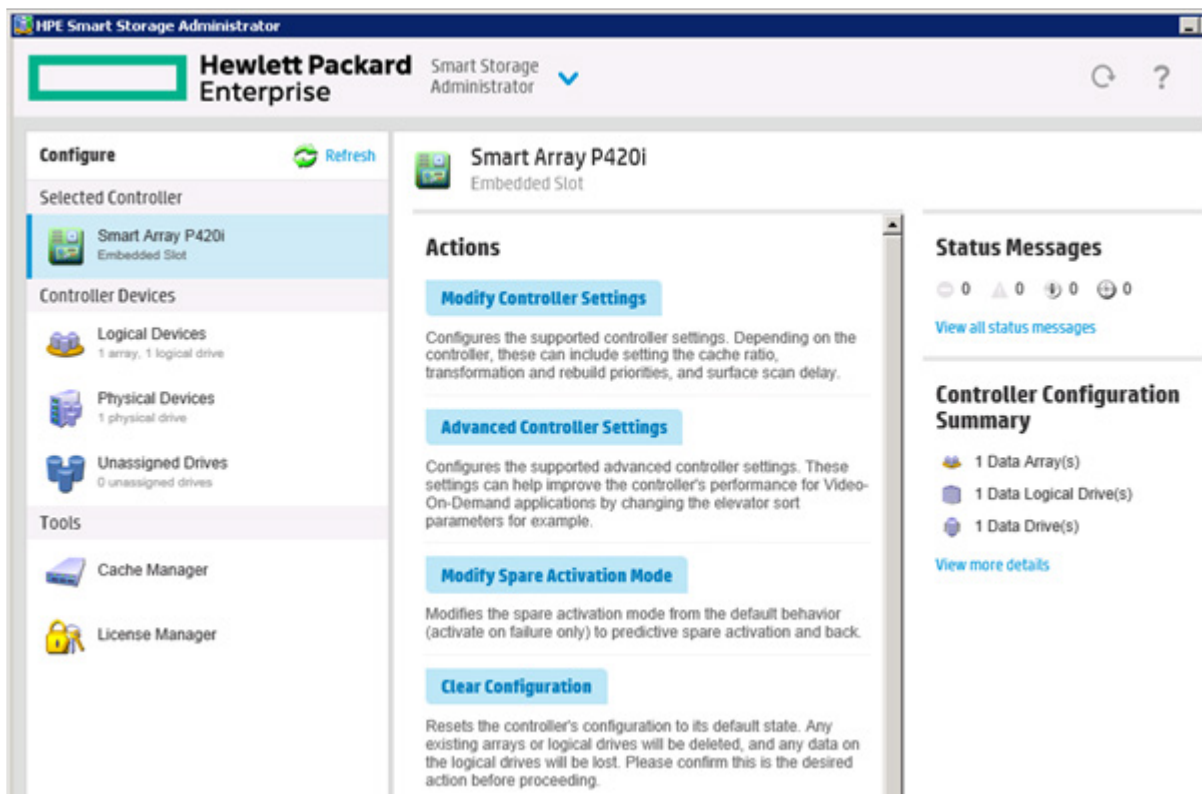 HPE Smart Storage Administrator
Hewlett Packard
Enterprise
Smart Storage
Administrator
?
Configure
Refresh
Selected Controller
Smart Array P420i
Embedded Slot
Controller Devices
Logical Devices
1 array, 1 logical drive
Physical Devices
1 physical drive
Unassigned Drives
0 unassigned drives
Tools
Cache Manager
License Manager
Smart Array P420i
Embedded Slot
Actions
Modify Controller Settings
Configures the supported controller settings. Depending on the
controller, these can include setting the cache ratio,
transformation and rebuild priorities, and surface scan delay.
Advanced Controller Settings
Configures the supported advanced controller settings. These
settings can help improve the controller's performance for Video-
On-Demand applications by changing the elevator sort
parameters for example.
Modify Spare Activation Mode
Modifies the spare activation mode from the default behavior
(activate on failure only) to predictive spare activation and back.
Clear Configuration
Resets the controller's configuration to its default state. Any
existing arrays or logical drives will be deleted, and any data on
the logical drives will be lost. Please confirm this is the desired
action before proceeding.
Status Messages
0 0 0 0
View all status messages
Controller Configuration
Summary
1 Data Array(s)
1 Data Logical Drive(s)
1 Data Drive(s)
View more details